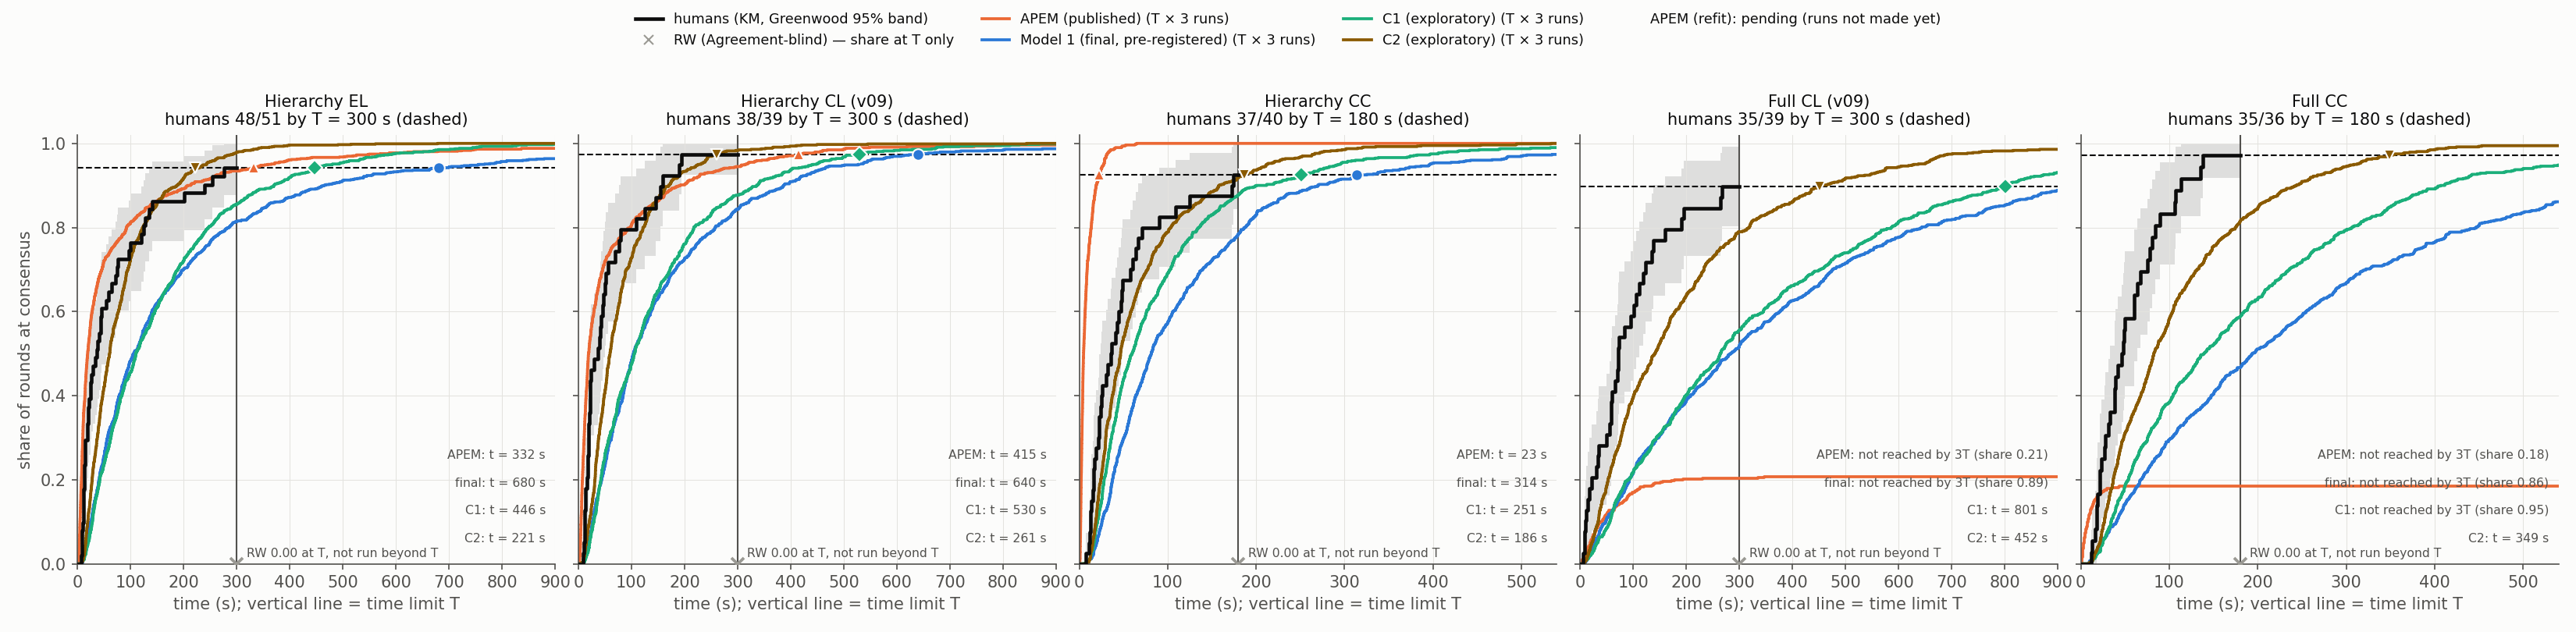 humans (KM, Greenwood 95% band)
RW (Agreement-blind) — share at T only
APEM (published) (T × 3 runs)
Model 1 (final, pre-registered) (T × 3 runs)
C1 (exploratory) (T × 3 runs)
C2 (exploratory) (T × 3 runs)
APEM (refit): pending (runs not made yet)
share of rounds at consensus
Hierarchy EL
humans 48/51 by T = 300 s (dashed)
1.0
0.8
0.6
0.4
0.2
0.0
APEM: t = 332 s
final: t = 680 s
C1: t = 446 s
C2: t = 221 s
RW 0.00 at T, not run beyond T
0 100 200 300 400 500 600 700 800 900
time (s); vertical line = time limit T
Hierarchy CL (v09)
humans 38/39 by T = 300 s (dashed)
APEM: t = 415 s
final: t = 640 s
C1: t = 530 s
C2: t = 261 s
RW 0.00 at T, not run beyond T
0 100 200 300 400 500 600 700 800 900
time (s); vertical line = time limit T
Hierarchy CC
humans 37/40 by T = 180 s (dashed)
APEM: t = 23 s
final: t = 314 s
C1: t = 251 s
C2: t = 186 s
RW 0.00 at T, not run beyond T
0 100 200 300 400 500
time (s); vertical line = time limit T
Full CL (v09)
humans 35/39 by T = 300 s (dashed)
APEM: not reached by 3T (share 0.21)
final: not reached by 3T (share 0.89)
C1: t = 801 s
C2: t = 452 s
RW 0.00 at T, not run beyond T
0 100 200 300 400 500 600 700 800 900
time (s); vertical line = time limit T
Full CC
humans 35/36 by T = 180 s (dashed)
APEM: not reached by 3T (share 0.18)
final: not reached by 3T (share 0.86)
C1: not reached by 3T (share 0.95)
C2: t = 349 s
RW 0.00 at T, not run beyond T
0 100 200 300 400 500
time (s); vertical line = time limit T